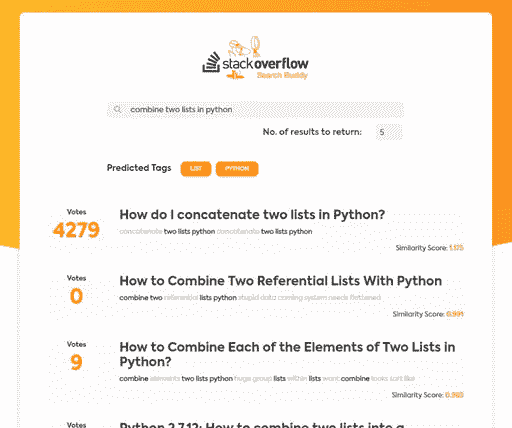 stackoverflow
Search Buddy
combine two lists in python
No. of results to return: 5
Predicted Tags LIST PYTHON
Votes
4279
How do I concatenate two lists in Python?
concatenate two lists python concatenate two lists python
Similarity Score: 1.175
Votes
0
How to Combine Two Referential Lists With Python
combine two referential lists python stupid data coming system needs flattened
Similarity Score: 0.991
Votes
9
How to Combine Each of the Elements of Two Lists in
Python?
combine elements two lists python huge group lists within lists want combine looks sort like
Similarity Score:
Votes
Python 2.7.12: How to combine two lists into a